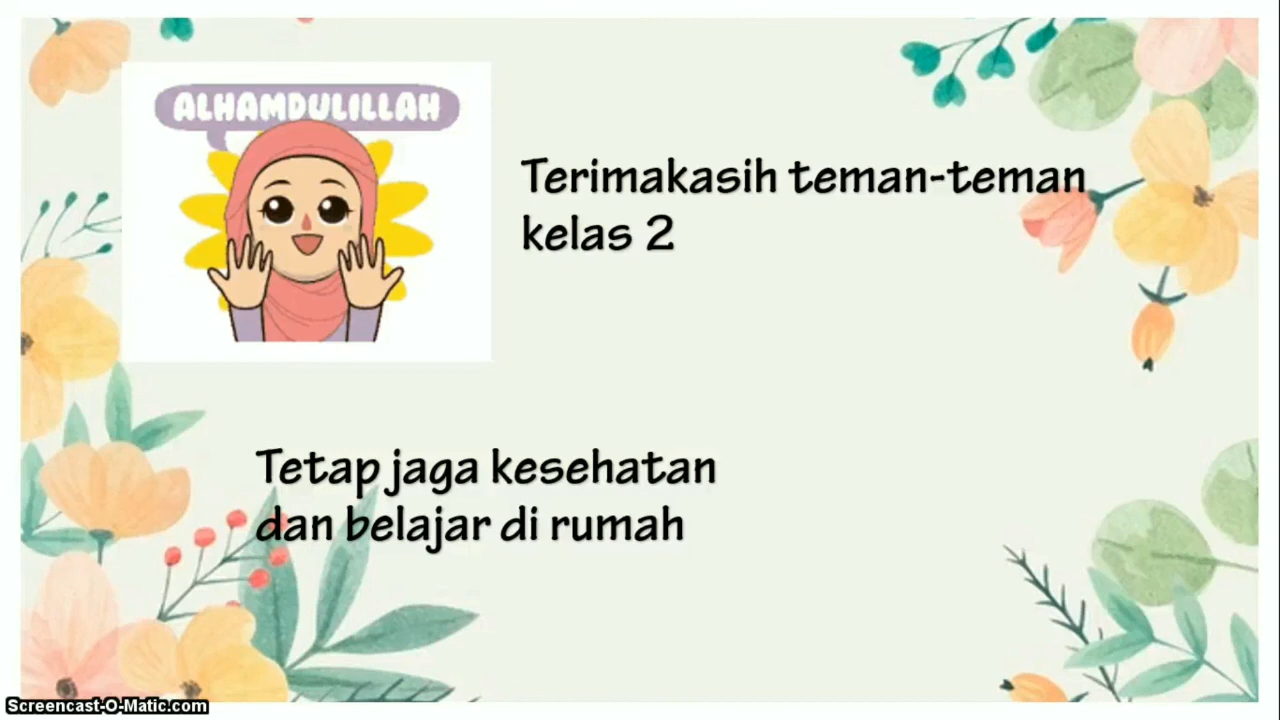 ALHAMDULILLAH
Terimakasih teman-teman
kelas 2
Tetap jaga kesehatan
dan belajar di rumah
Screencast-O-Matic.com